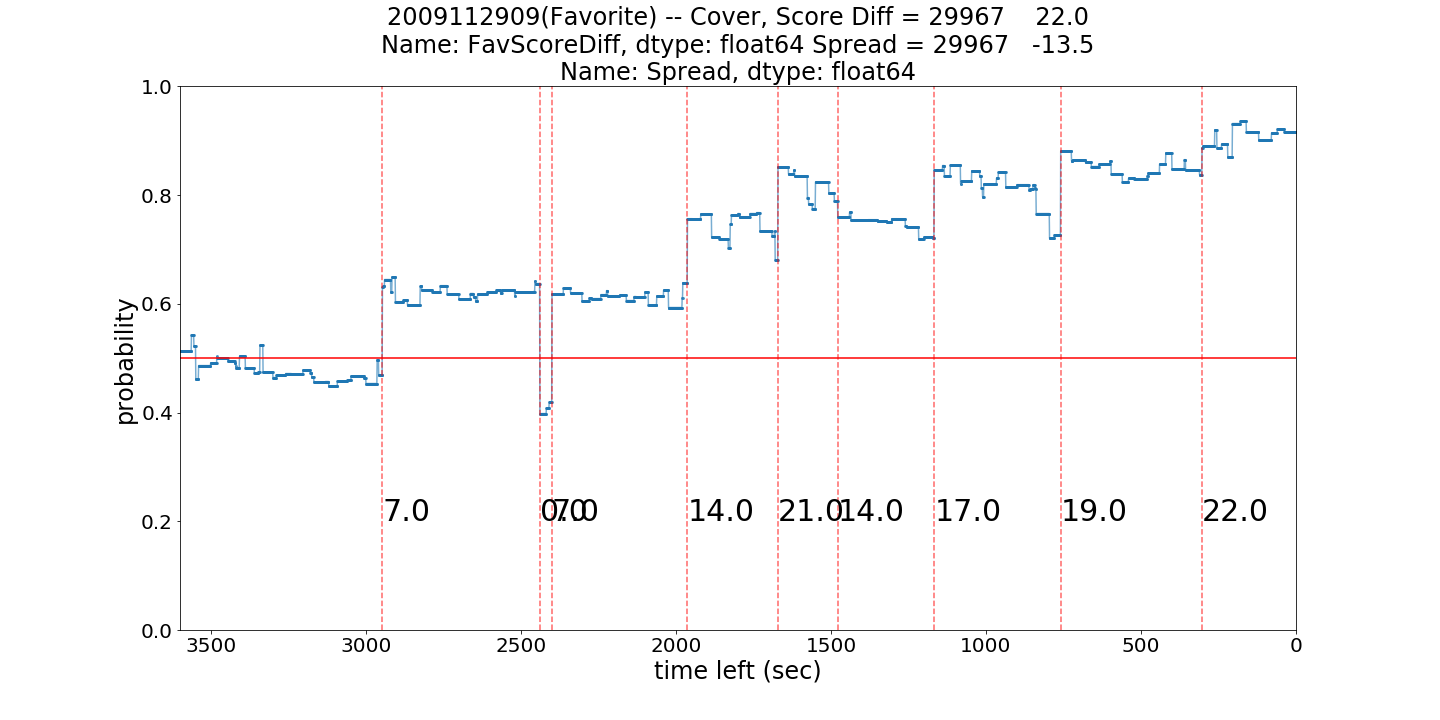 2009112909(Favorite) -- Cover, Score Diff = 29967    22.0
Name: FavScoreDiff, dtype: float64 Spread = 29967   -13.5
Name: Spread, dtype: float64
probability
1.0
0.8
0.6
0.4
0.2
0.0
7.0 0.0 7.0 14.0 21.0 14.0 17.0 19.0 22.0
3500 3000 2500 2000 1500 1000 500 0
time left (sec)